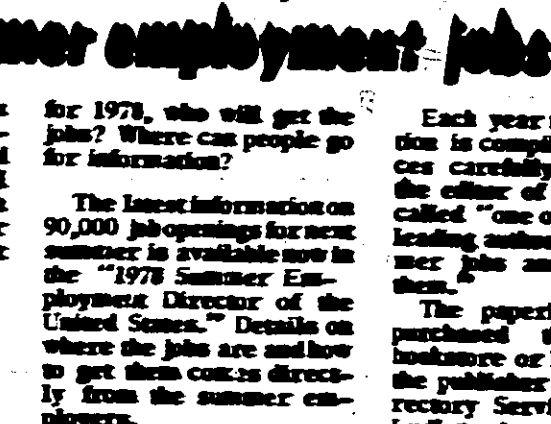 mer employment jobs
for 1978, who will get the
jobs? Where can people go
for information?
The latest information on
90,000 job openings for next
summer is available now in
the "1978 Summer Em-
ployment Director of the
United States." Details on
where the jobs are and how
to get them comes direct-
ly from the summer em-
ployers.
Each year
tion is compil
ces carefully
the editor of
called "one o
leading autho
mer jobs an
them."
The paper
purchased t
bookstore or
the publisher
rectory Serv